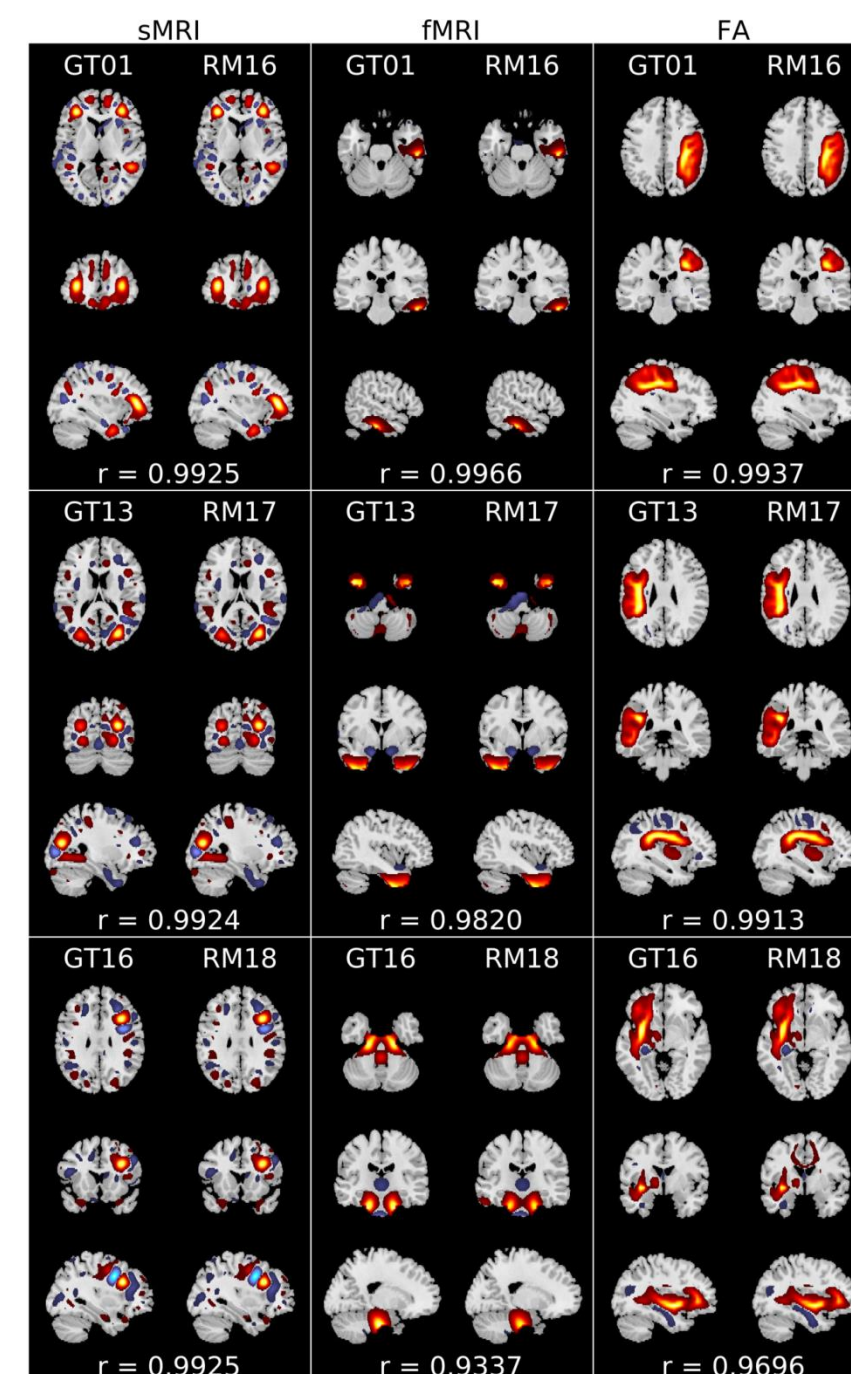 sMRI fMRI FA
GT01 RM16 GT01 RM16 GT01 RM16
r = 0.9925 r = 0.9966 r = 0.9937
GT13 RM17 GT13 RM17 GT13 RM17
r = 0.9924 r = 0.9820 r = 0.9913
GT16 RM18 GT16 RM18 GT16 RM18
r = 0.9925 r = 0.9337 r = 0.9696